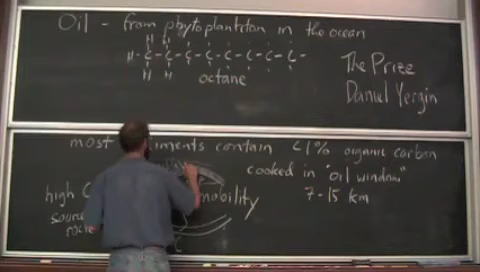 Oil - from phytoplankton in the ocean
H H
H - C - C - C - C - C - C - C - C -
H H
octane
The Prize
Daniel Yergin
most contain <1% organic carbon
cooked in "oil window"
7-15 km
high C
source
rock